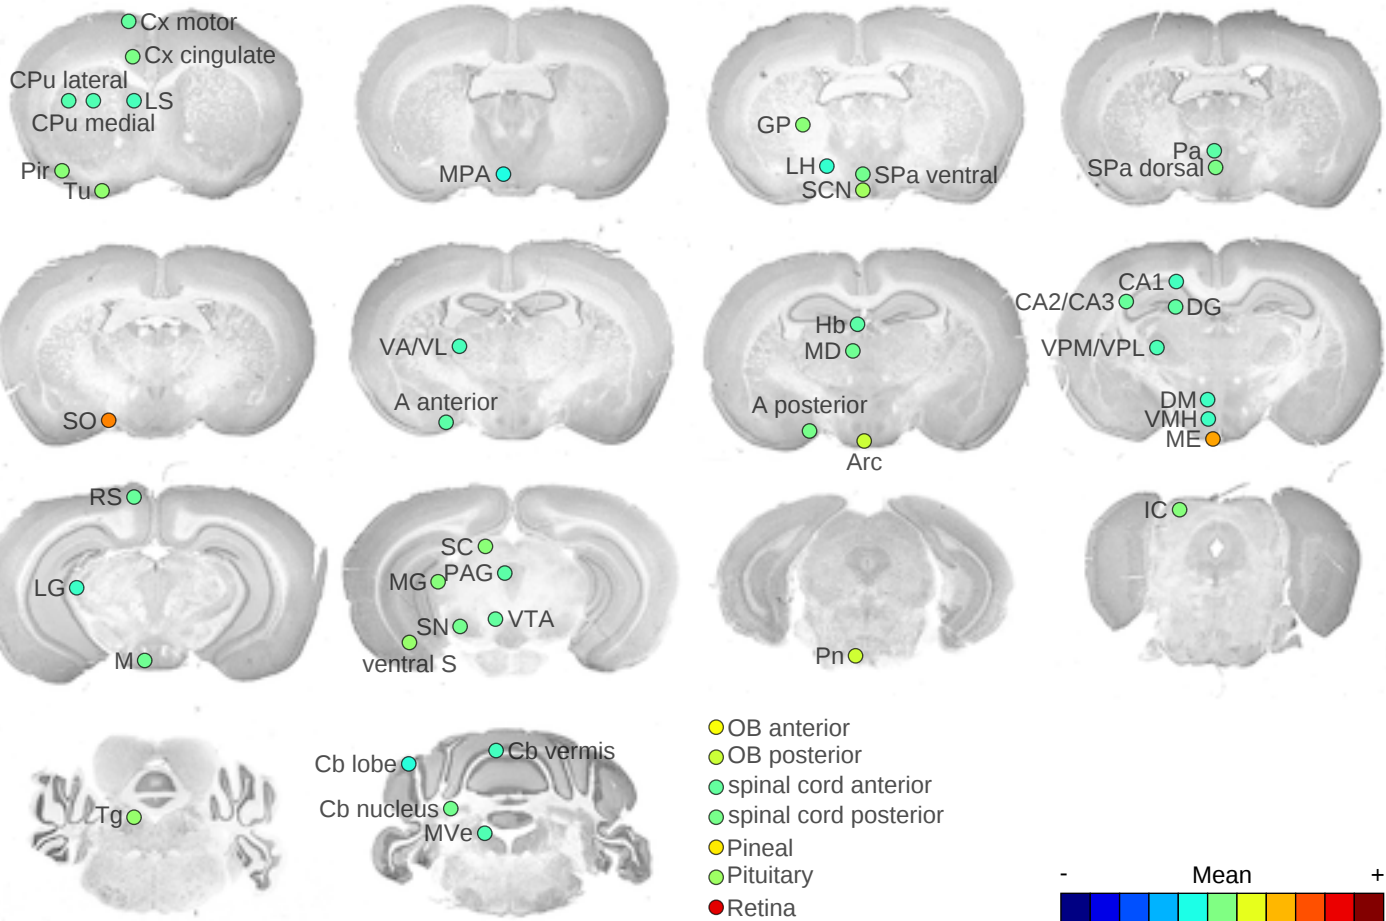 Cx motor
Cx cingulate
CPu lateral
LS
CPu medial
Pir
Tu
MPA
GP
LH
SPa ventral
SCN
Pa
SPa dorsal
SO
VA/VL
A anterior
Hb
MD
A posterior
Arc
CA1
CA2/CA3
DG
VPM/VPL
DM
VMH
ME
RS
LG
M
SC
MG
PAG
SN
VTA
ventral S
Pn
IC
Tg
Cb lobe
Cb vermis
Cb nucleus
MVe
OB anterior
OB posterior
spinal cord anterior
spinal cord posterior
Pineal
Pituitary
Retina
- Mean +